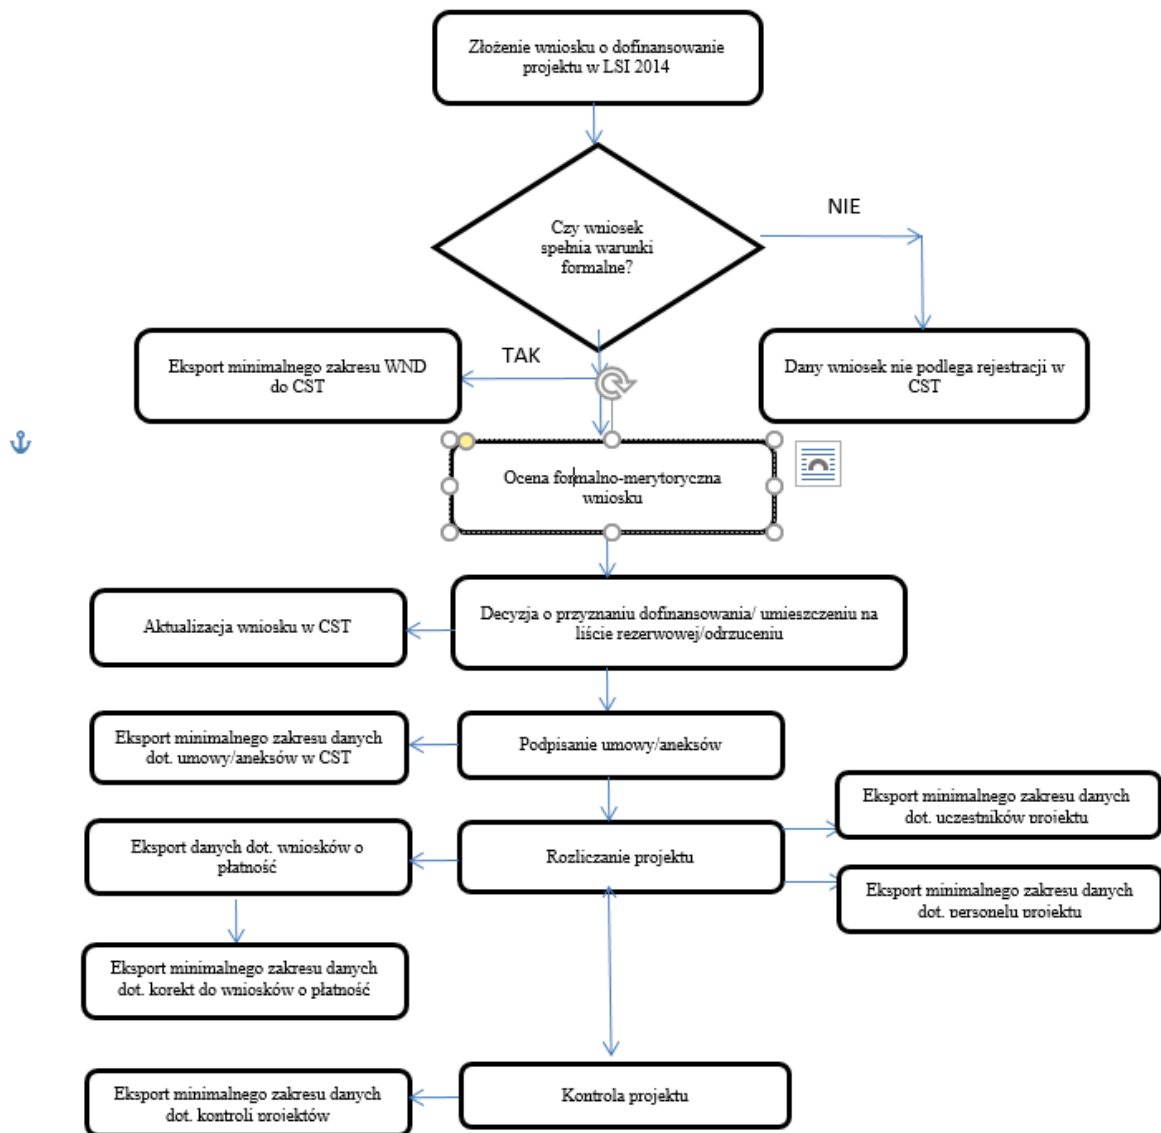 Złożenie wniosku o dofinansowanie
projektu w LSI 2014
Czy wniosek
spełnia warunki
formalne?
NIE
TAK
Eksport minimalnego zakresu WND
do CST
Dany wniosek nie podlega rejestracji w
CST
Ocena formalno-merytoryczna
wniosku
Decyzja o przyznaniu dofinansowania/ umieszczeniu na
liście rezerwowej/odrzuceniu
Aktualizacja wniosku w CST
Eksport minimalnego zakresu danych
dot. umowy/aneksów w CST
Podpisanie umowy/aneksów
Eksport minimalnego zakresu danych
dot. uczestników projektu
Eksport danych dot. wniosków o
płatność
Rozliczanie projektu
Eksport minimalnego zakresu danych
dot. personelu projektu
Eksport minimalnego zakresu danych
dot. korekt do wniosków o płatność
Eksport minimalnego zakresu danych
dot. kontroli projektów
Kontrola projektu